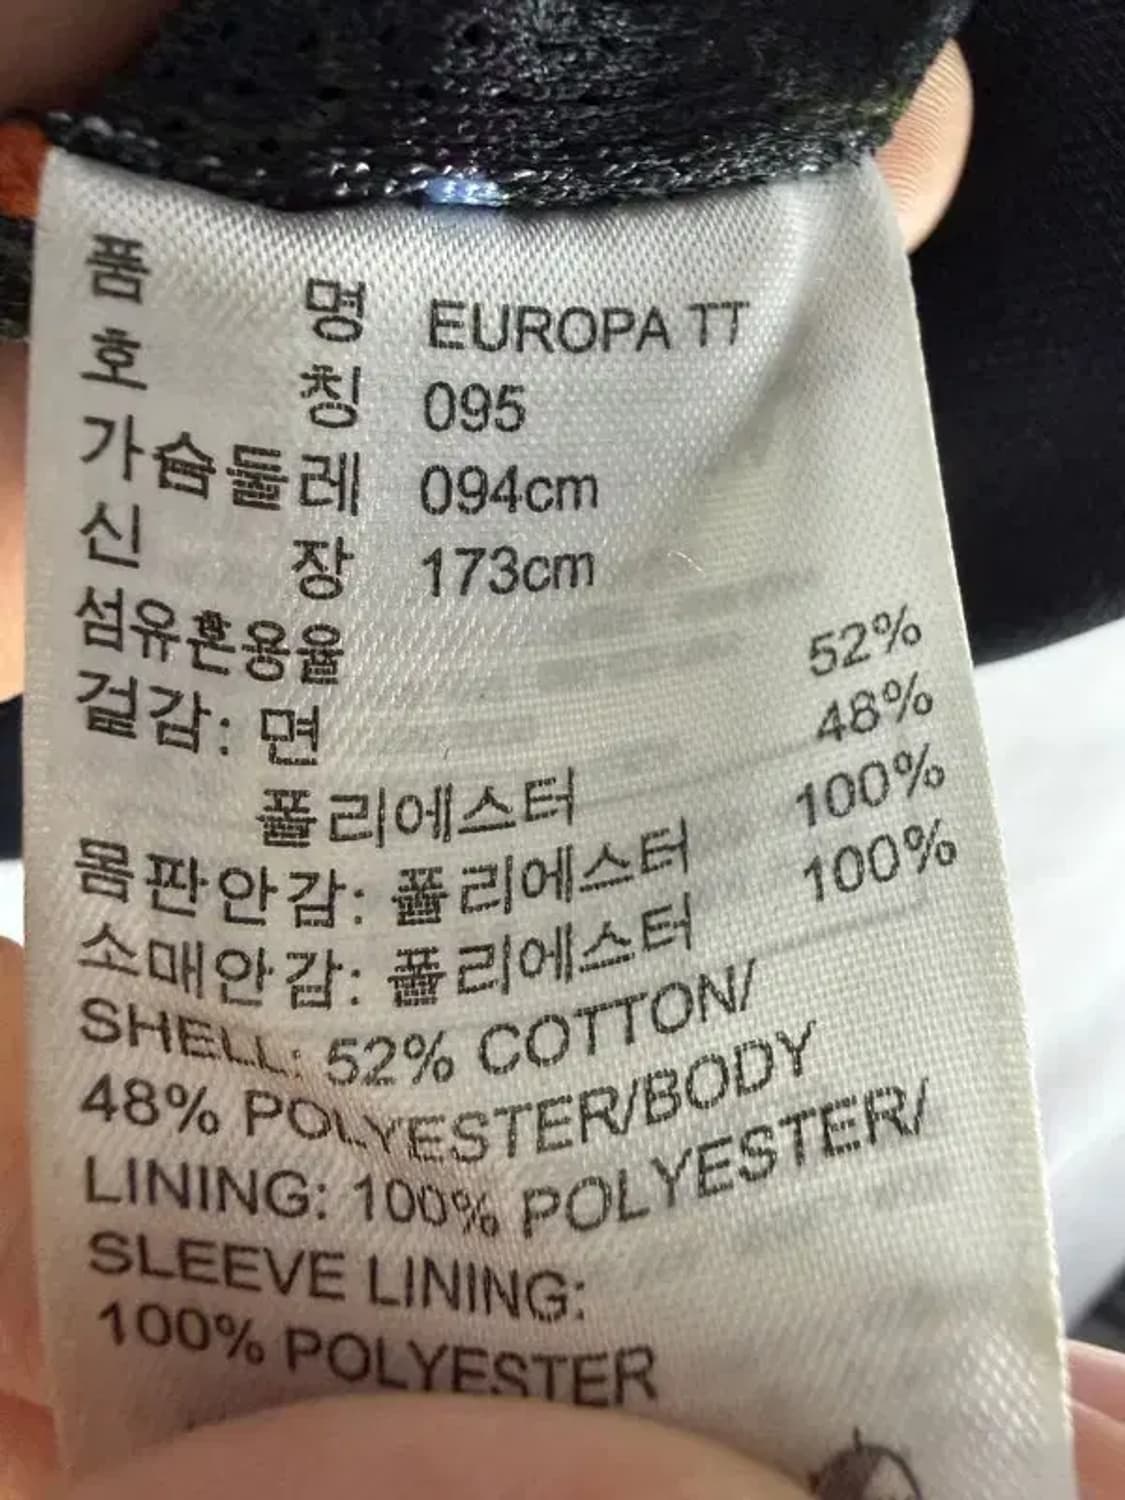 품 명 EUROPA TT
호 칭 095
가슴둘레 094cm
신 장 173cm
섬유혼용율
겉감: 면 52%
폴리에스터 48%
몸판안감: 폴리에스터 100%
소매안감: 폴리에스터 100%
SHELL: 52% COTTON/
48% POLYESTER/BODY
LINING: 100% POLYESTER/
SLEEVE LINING:
100% POLYESTER